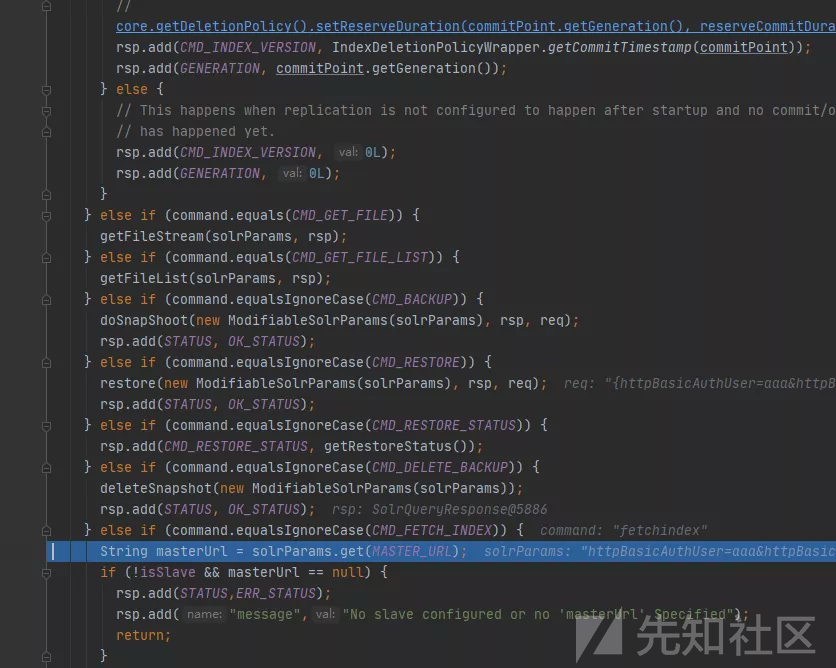 //
core.getDeletionPolicy().setReserveDuration(commitPoint.getGeneration(), reserveCommitDura
rsp.add(CMD_INDEX_VERSION, IndexDeletionPolicyWrapper.getCommitTimestamp(commitPoint));
rsp.add(GENERATION, commitPoint.getGeneration());
} else {
// This happens when replication is not configured to happen after startup and no commit/o
// has happened yet.
rsp.add(CMD_INDEX_VERSION, val: 0L);
rsp.add(GENERATION, val: 0L);
}
} else if (command.equals(CMD_GET_FILE)) {
getFileStream(solrParams, rsp);
} else if (command.equals(CMD_GET_FILE_LIST)) {
getFileList(solrParams, rsp);
} else if (command.equalsIgnoreCase(CMD_BACKUP)) {
doSnapShoot(new ModifiableSolrParams(solrParams), rsp, req);
rsp.add(STATUS, OK_STATUS);
} else if (command.equalsIgnoreCase(CMD_RESTORE)) {
restore(new ModifiableSolrParams(solrParams), rsp, req); req: "{httpBasicAuthUser=aaa&httpB
rsp.add(STATUS, OK_STATUS);
} else if (command.equalsIgnoreCase(CMD_RESTORE_STATUS)) {
rsp.add(CMD_RESTORE_STATUS, getRestoreStatus());
} else if (command.equalsIgnoreCase(CMD_DELETE_BACKUP)) {
deleteSnapshot(new ModifiableSolrParams(solrParams));
rsp.add(STATUS, OK_STATUS); rsp: SolrQueryResponse@5886
} else if (command.equalsIgnoreCase(CMD_FETCH_INDEX)) { command: "fetchindex"
String masterUrl = solrParams.get(MASTER_URL); solrParams: "httpBasicAuthUser=aaa&httpBasic
if (!isSlave && masterUrl == null) {
rsp.add(STATUS,ERR_STATUS);
rsp.add( name: "message", val: "No slave configured or no 'masterUrl' Specified");
return;
}
先知社区